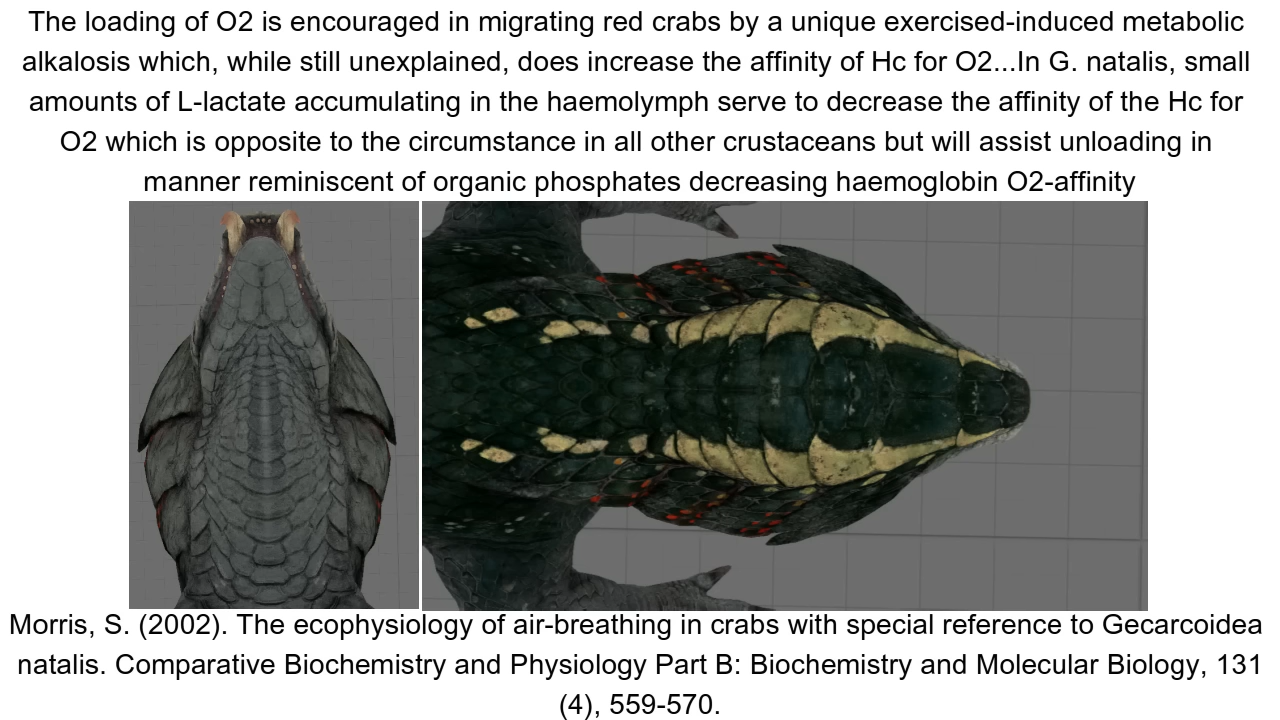 The loading of O2 is encouraged in migrating red crabs by a unique exercised-induced metabolic
alkalosis which, while still unexplained, does increase the affinity of Hc for O2...In G. natalis, small
amounts of L-lactate accumulating in the haemolymph serve to decrease the affinity of the Hc for
O2 which is opposite to the circumstance in all other crustaceans but will assist unloading in
manner reminiscent of organic phosphates decreasing haemoglobin O2-affinity
Morris, S. (2002). The ecophysiology of air-breathing in crabs with special reference to Gecarcoidea
natalis. Comparative Biochemistry and Physiology Part B: Biochemistry and Molecular Biology, 131
(4), 559-570.